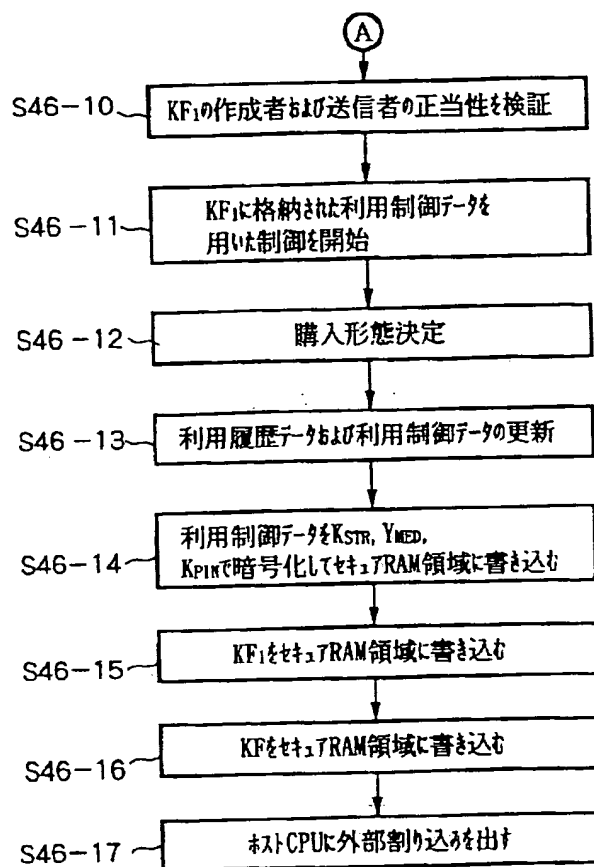 A
S46-10
KF₁の作成者および送信者の正当性を検証
S46-11
KF₁に格納された利用制御データを
用いた制御を開始
S46-12
購入形態決定
S46-13
利用履歴データおよび利用制御データの更新
S46-14
利用制御データをKSTR, YMED,
KPINで暗号化してセキュアRAM領域に書き込む
S46-15
KF₁をセキュアRAM領域に書き込む
S46-16
KFをセキュアRAM領域に書き込む
S46-17
ホストCPUに外部割り込みを出す